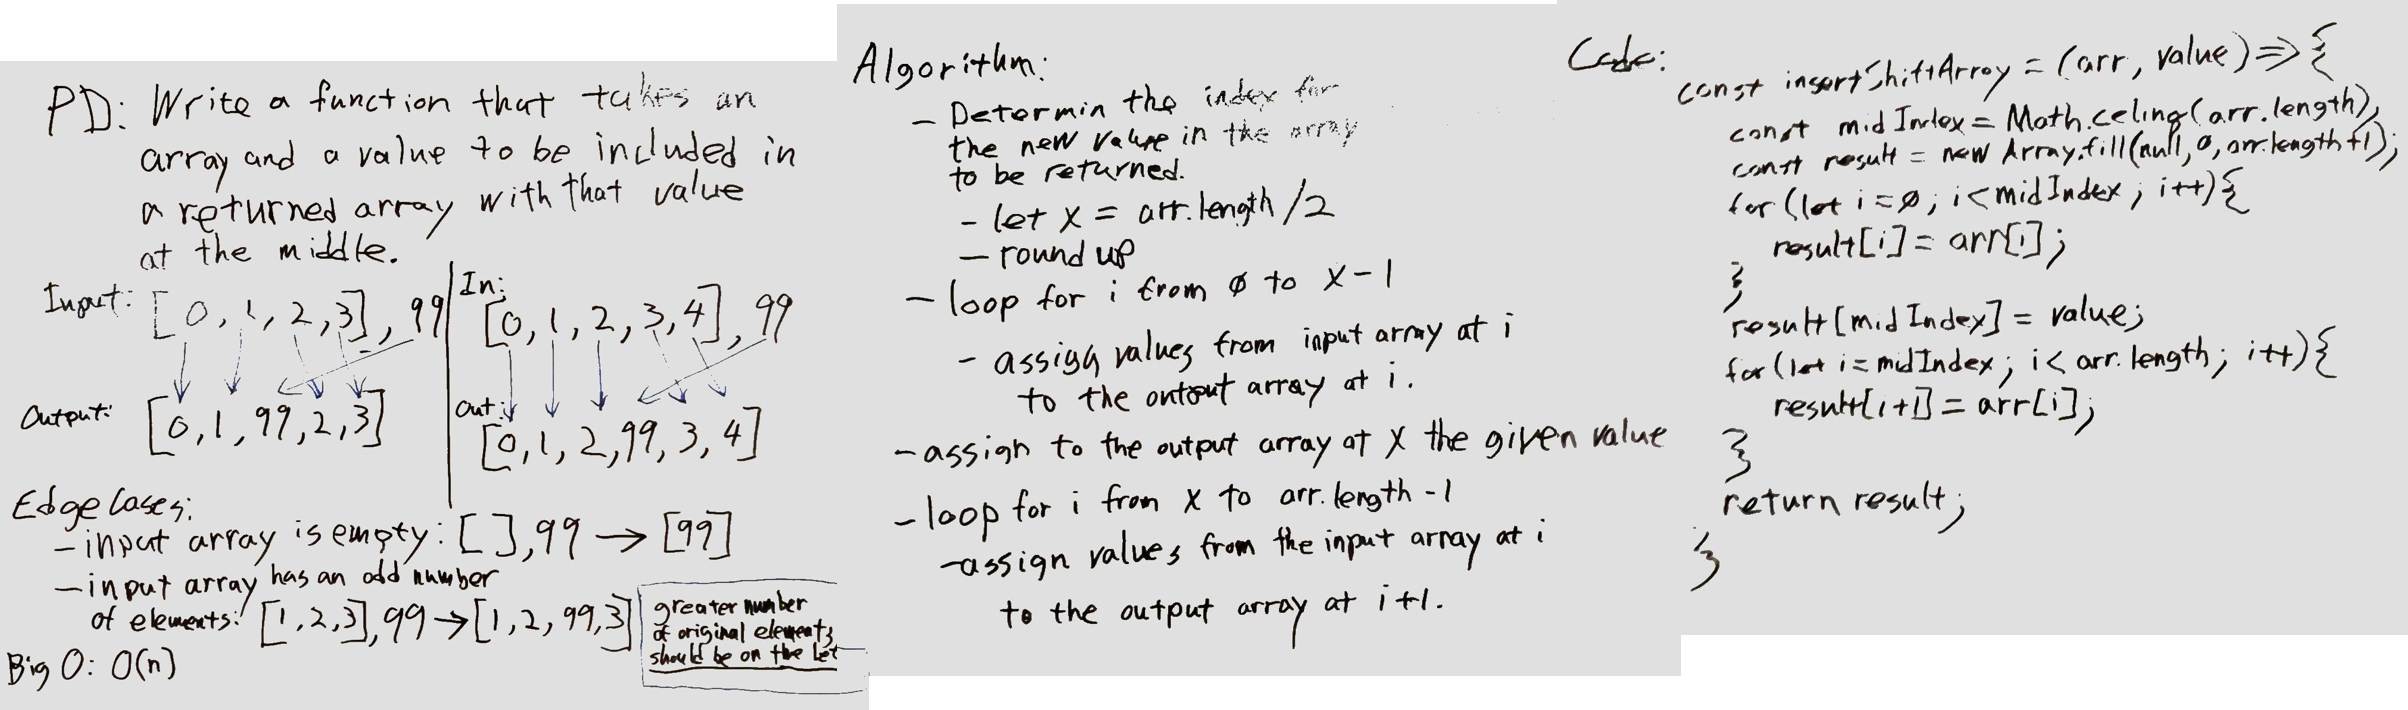 PD: Write a function that takes an
array and a value to be included in
a returned array with that value
at the middle.
Input: [0, 1, 2, 3], 99
Output: [0, 1, 99, 2, 3]
In:
[0, 1, 2, 3, 4], 99
Out:
[0, 1, 2, 99, 3, 4]
Edge Cases:
- input array is empty: [], 99 → [99]
- input array has an odd number
of elements: [1, 2, 3], 99 → [1, 2, 99, 3]
greater number
of original elements
should be on the
Big O: O(n)
Algorithm:
- Determin the index for
the new value in the array
to be returned.
- let x = arr.length/2
- round up
- loop for i from 0 to x-1
- assign values from input array at i
to the output array at i.
- assign to the output array at x the given value
- loop for i from x to arr.length-1
- assign values from the input array at i
to the output array at i+1.
Code:
const insertShiftArray = (arr, value) => {
const midIndex = Math.celing(arr.length),
const result = new Array.fill(null, 0, arr.length+1);
for (let i = 0; i < midIndex; i++){
result[i] = arr[i];
}
result[midIndex] = value;
for (let i = midIndex; i < arr.length; i++){
result[i+1] = arr[i];
}
return result;
}